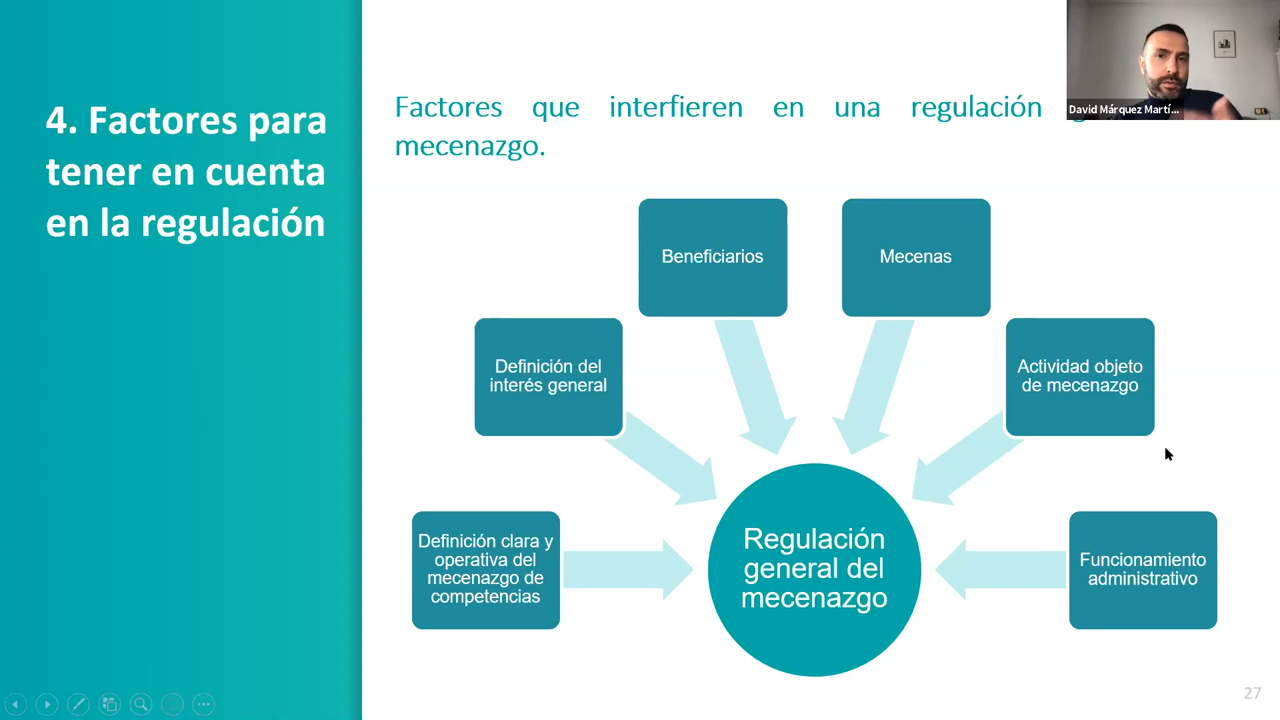 4. Factores para
tener en cuenta
en la regulación
Factores que interfieren en una regulación
mecenazgo.
David Márquez Martí...
Beneficiarios
Mecenas
Definición del
interés general
Actividad objeto
de mecenazgo
Definición clara y
operativa del
mecenazgo de
competencias
Regulación
general del
mecenazgo
Funcionamiento
administrativo
27